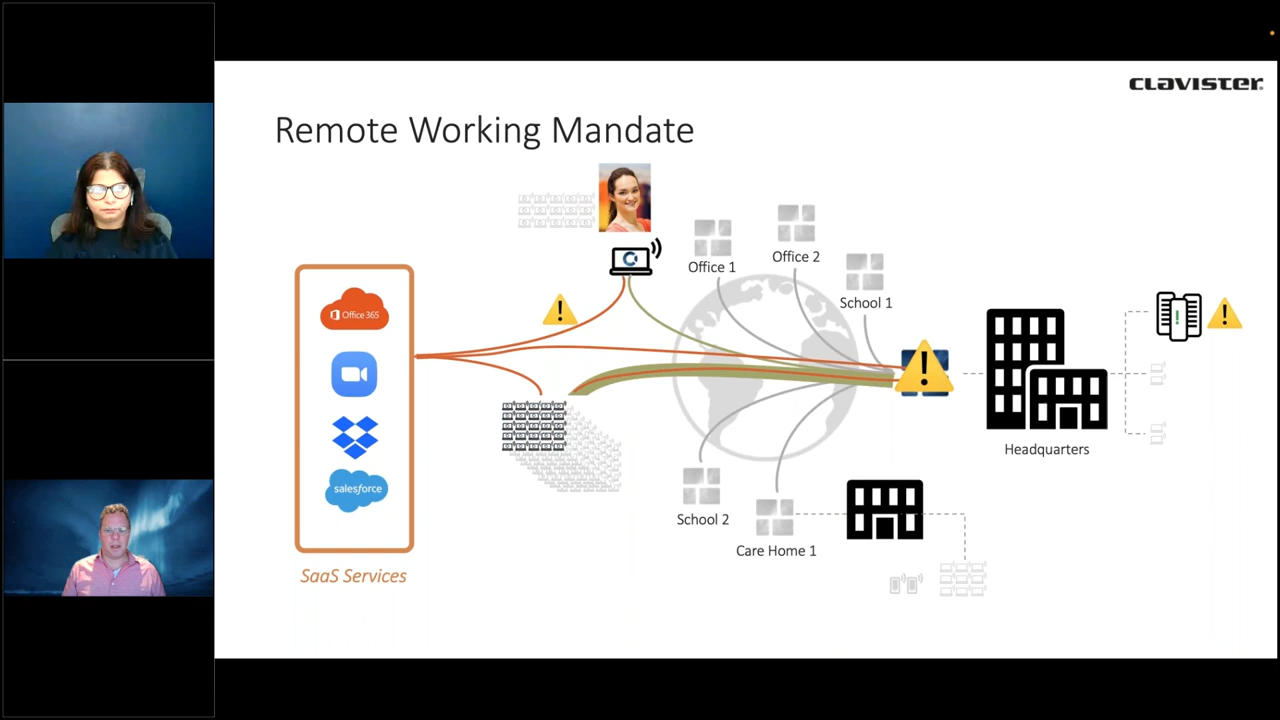 CLAVISTER
Remote Working Mandate
Office 1
Office 2
School 1
Office 365
salesforce
SaaS Services
Headquarters
School 2
Care Home 1